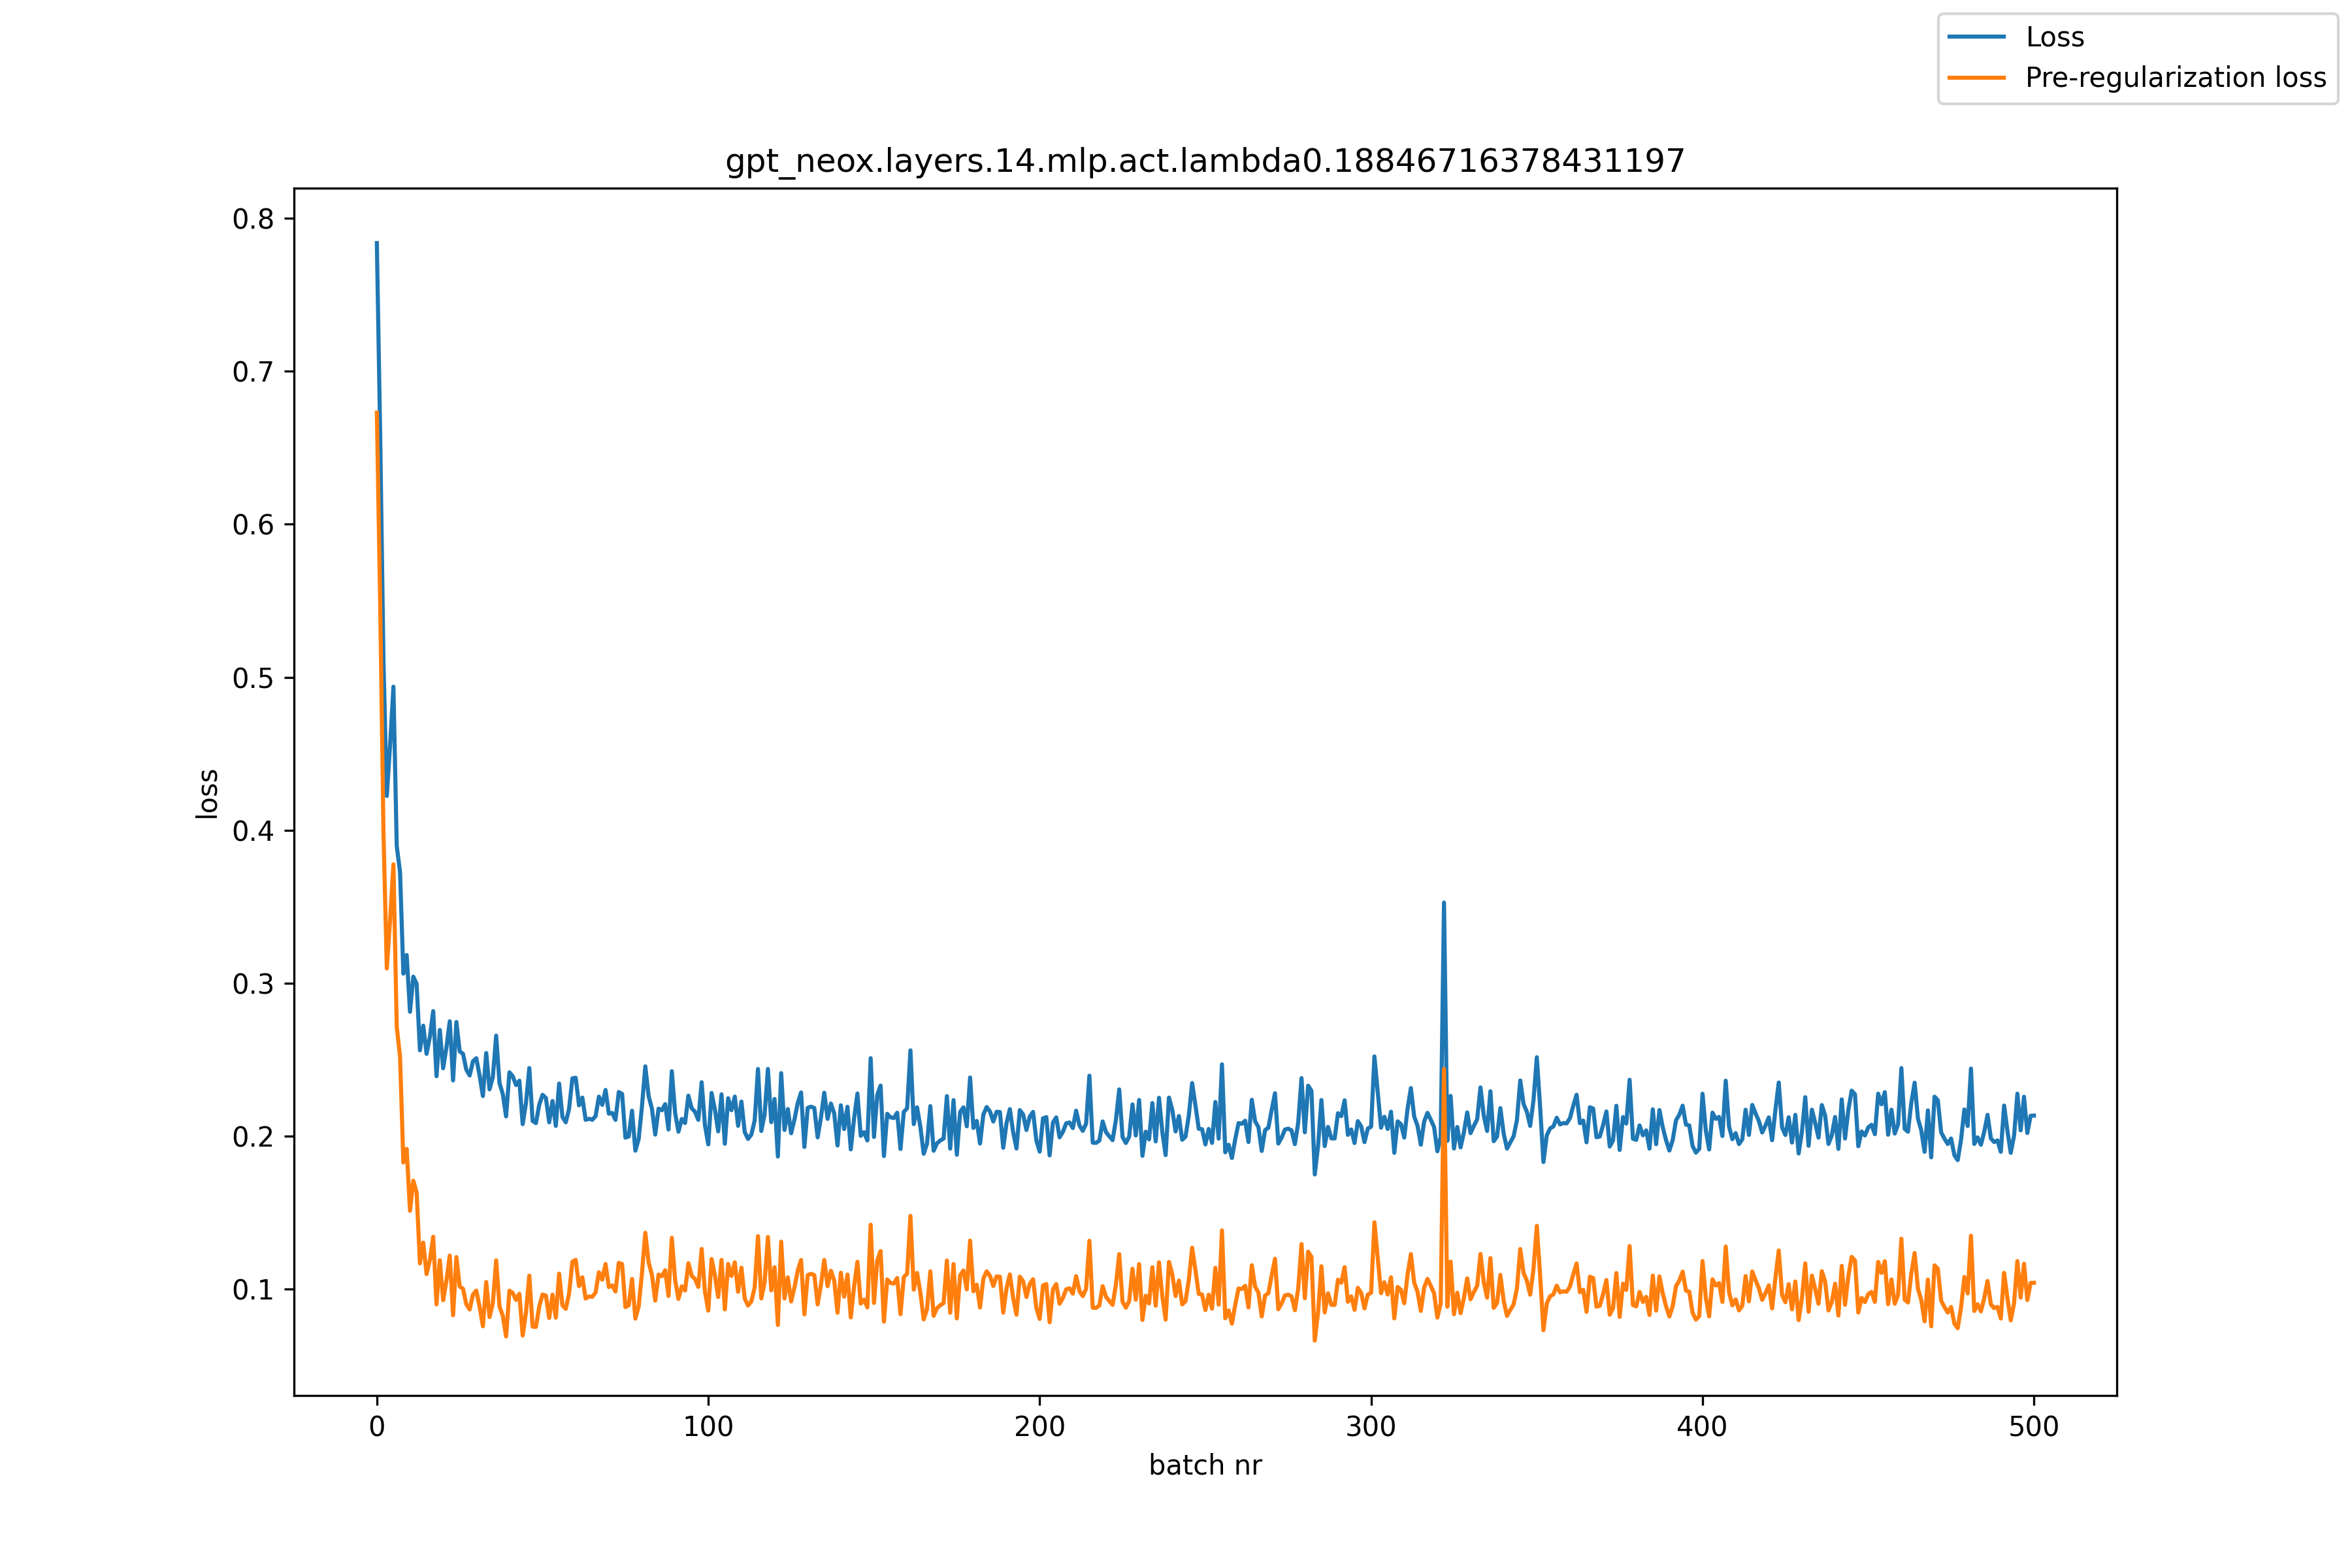 Loss
Pre-regularization loss
gpt_neox.layers.14.mlp.act.lambda0.18846716378431197
0.8
0.7
0.6
0.5
0.4
0.3
0.2
0.1
loss
0 100 200 300 400 500
batch nr